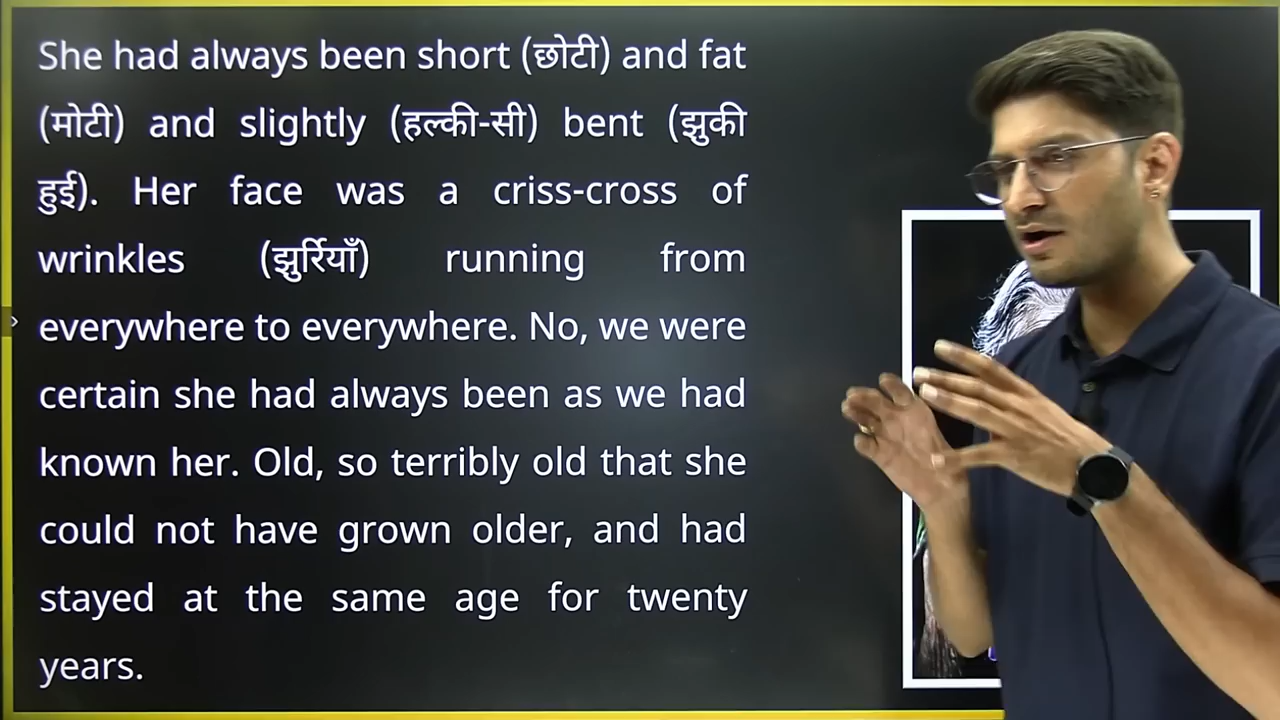 She had always been short (छोटी) and fat
(मोटी) and slightly (हल्की-सी) bent (झुकी
हुई). Her face was a criss-cross of
wrinkles (झुर्रियाँ) running from
everywhere to everywhere. No, we were
certain she had always been as we had
known her. Old, so terribly old that she
could not have grown older, and had
stayed at the same age for twenty
years.